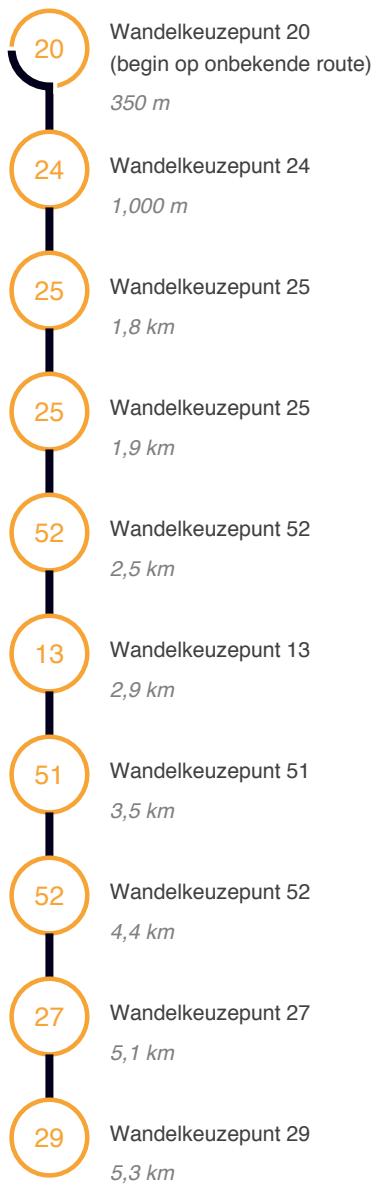 20
Wandelkeuzepunt 20
(begin op onbekende route)
350 m
24
Wandelkeuzepunt 24
1,000 m
25
Wandelkeuzepunt 25
1,8 km
25
Wandelkeuzepunt 25
1,9 km
52
Wandelkeuzepunt 52
2,5 km
13
Wandelkeuzepunt 13
2,9 km
51
Wandelkeuzepunt 51
3,5 km
52
Wandelkeuzepunt 52
4,4 km
27
Wandelkeuzepunt 27
5,1 km
29
Wandelkeuzepunt 29
5,3 km